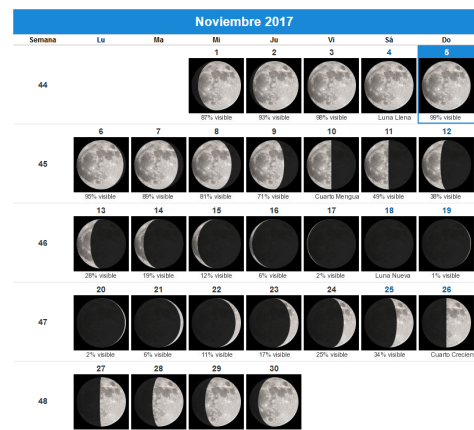 Noviembre 2017
Semana Lu Ma Mi Ju Vi Sà Do
1 2 3 4 5
44
87% visible 93% visible 98% visible Luna Llena 99% visible
6 7 8 9 10 11 12
45
95% visible 89% visible 81% visible 71% visible Cuarto Mengua 49% visible 38% visible
13 14 15 16 17 18 19
46
28% visible 19% visible 12% visible 6% visible 2% visible Luna Nueva 1% visible
20 21 22 23 24 25 26
47
2% visible 6% visible 11% visible 17% visible 25% visible 34% visible Cuarto Crecien
27 28 29 30
48